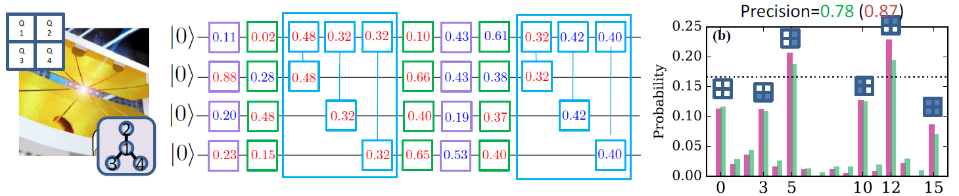 Q 1 Q 2
Q 3 Q 4
2
1
3 4
|0⟩ 0.11 0.02 0.48 0.32 0.32 0.10 0.43 0.61 0.32 0.42 0.40
|0⟩ 0.88 0.28 0.48 0.66 0.43 0.38 0.32
|0⟩ 0.20 0.48 0.32 0.40 0.19 0.37 0.42
|0⟩ 0.23 0.15 0.32 0.65 0.53 0.40 0.40
Precision=0.78 (0.87)
(b)
Probability
0.25
0.20
0.15
0.10
0.05
0.00
0 3 5 10 12 15